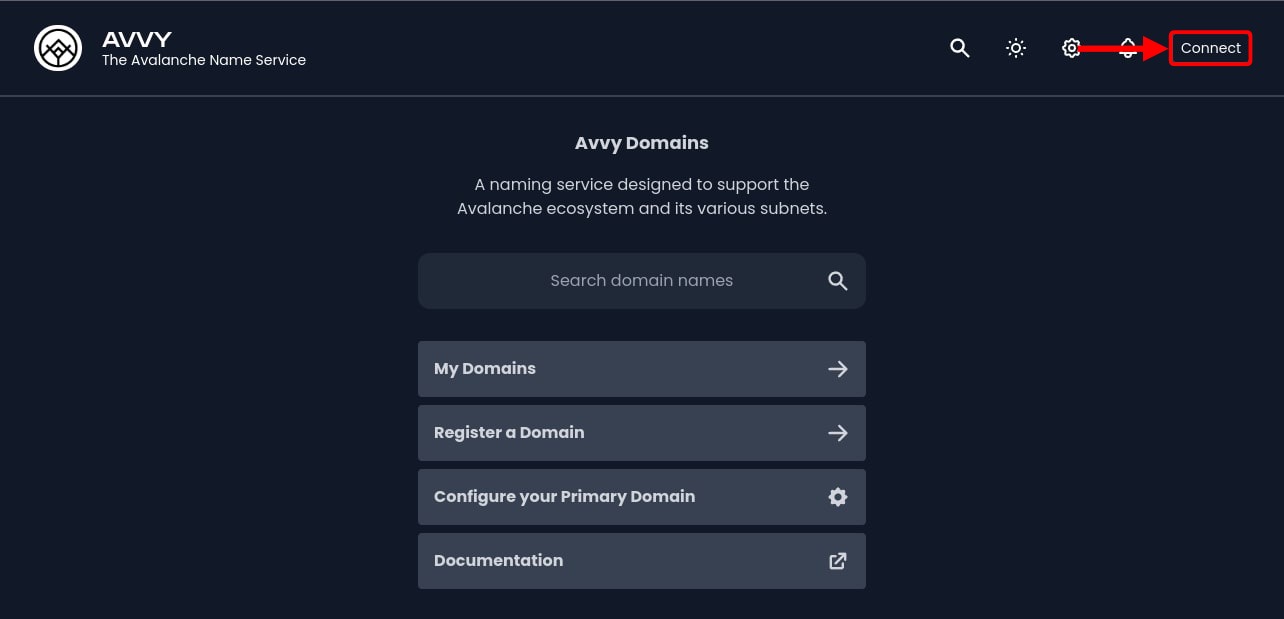 AVVY
The Avalanche Name Service
Connect
Avvy Domains
A naming service designed to support the
Avalanche ecosystem and its various subnets.
Search domain names
My Domains
Register a Domain
Configure your Primary Domain
Documentation